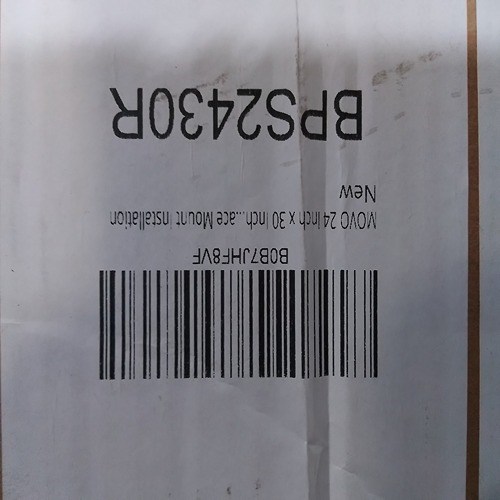 B0B7JHF8VF
MOVO 24 Inch x 30 Inch...ace Mount Installation
New
BPS2430R